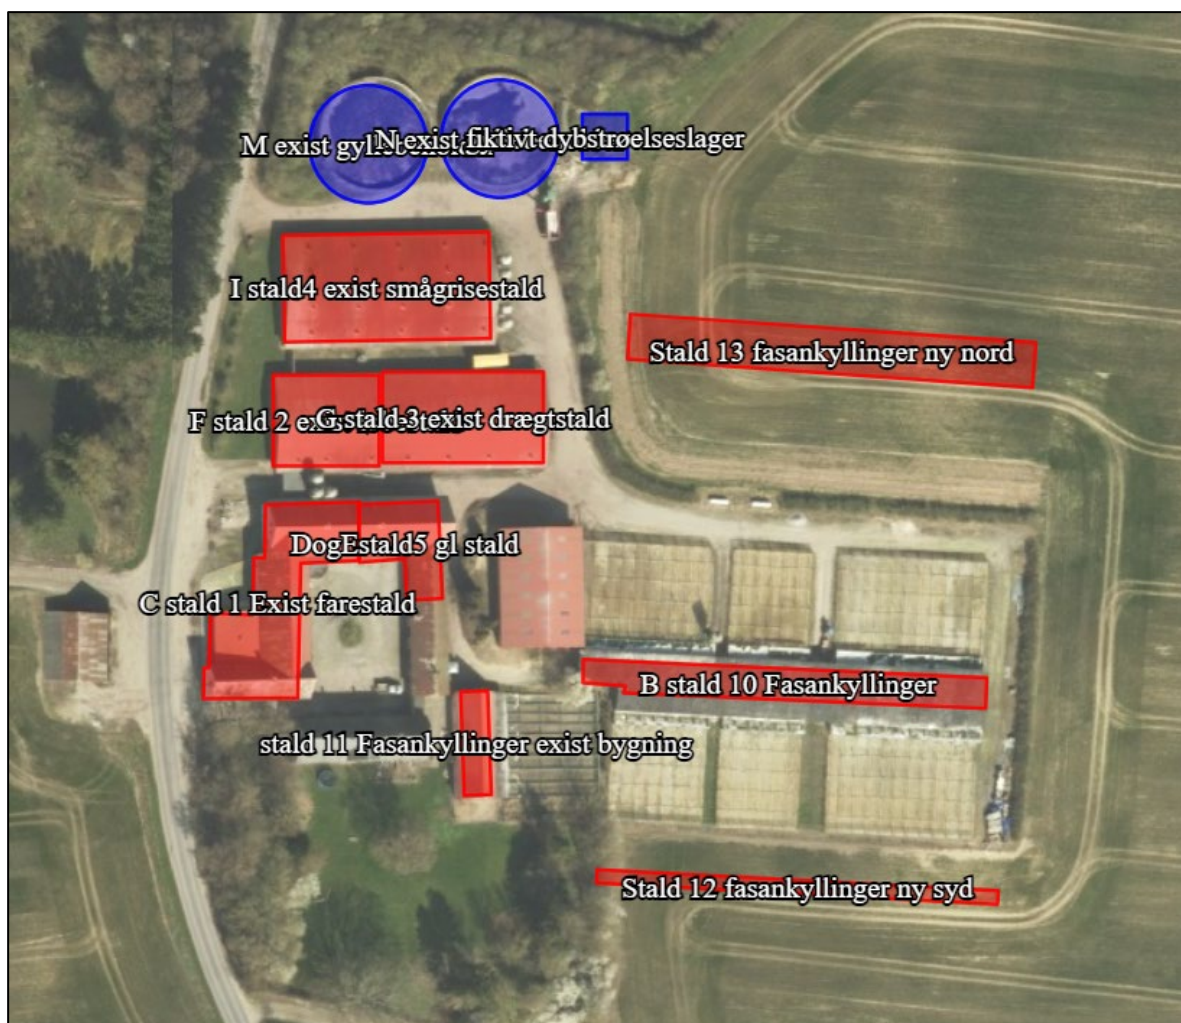 M exist
N exist fiktivt dybstrøelseslager
I stald4 exist smågrisestald
Stald 13 fasankyllinger ny nord
F stald 2
G stald 3 exist drægtstald
DogEstald5 gl stald
C stald 1 Exist farestald
B stald 10 Fasankyllinger
stald 11 Fasankyllinger exist bygning
Stald 12 fasankyllinger ny syd